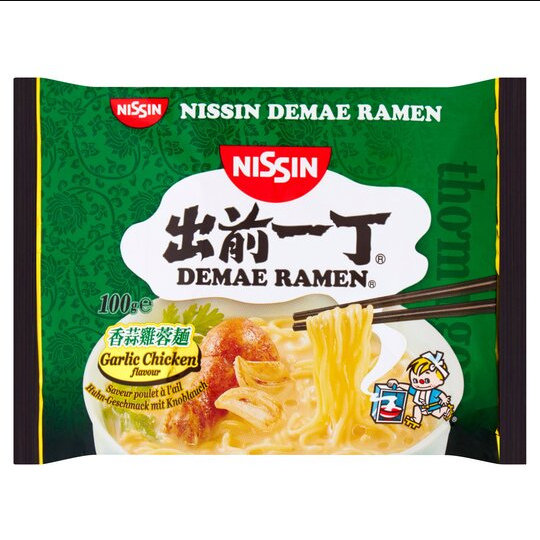 NISSIN
NISSIN DEMAE RAMEN
NISSIN
出前一丁®
DEMAE RAMEN®
100g℮
香蒜雞蓉麵
Garlic Chicken
flavour
Saveur poulet à l'ail
Huhn-Geschmack mit Knoblauch
®